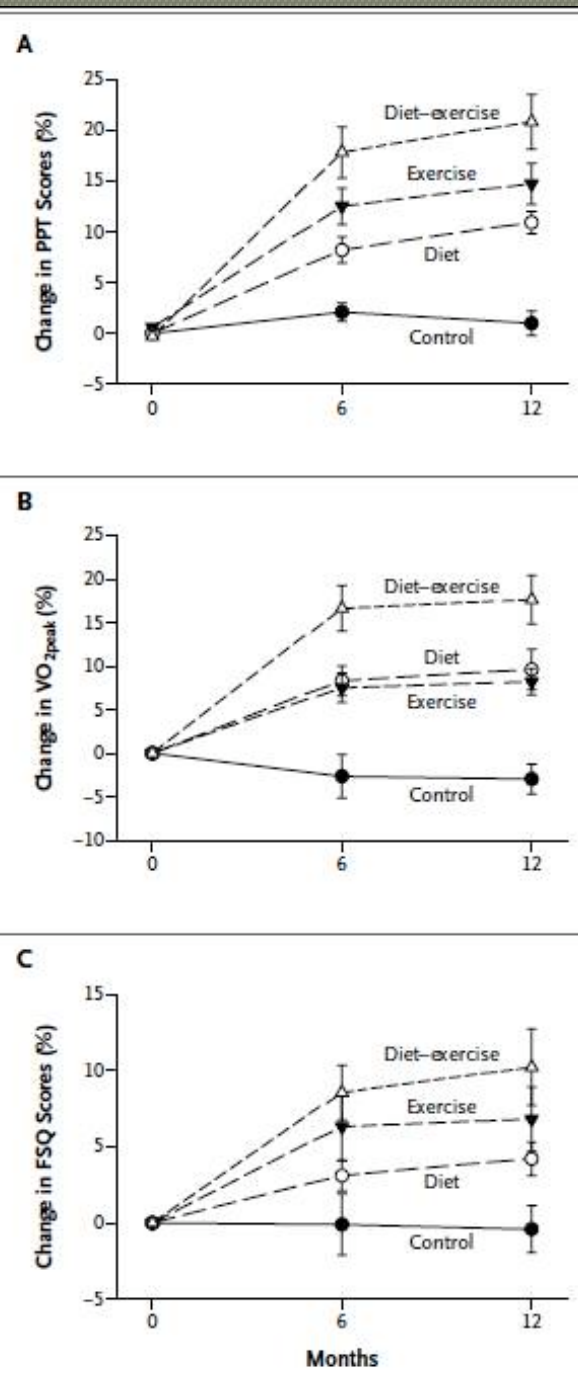 A
Change in PPT Scores (%)
25
20
15
10
5
0
–5
Diet–exercise
Exercise
Diet
Control
0 6 12
B
Change in VO2peak (%)
25
20
15
10
5
0
–5
–10
Diet–exercise
Diet
Exercise
Control
0 6 12
C
Change in FSQ Scores (%)
15
10
5
0
–5
Diet–exercise
Exercise
Diet
Control
0 6 12
Months